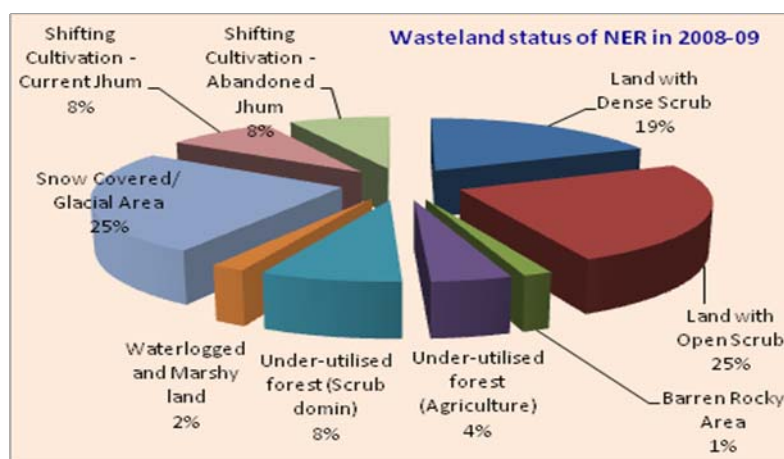 Wasteland status of NER in 2008-09
Shifting
Cultivation -
Current Jhum
8%
Shifting
Cultivation -
Abandoned
Jhum
8%
Land with
Dense Scrub
19%
Snow Covered/
Glacial Area
25%
Land with
Open Scrub
25%
Waterlogged
and Marshy
land
2%
Under-utilised
forest (Scrub
domin)
8%
Under-utilised
forest
(Agriculture)
4%
Barren Rocky
Area
1%